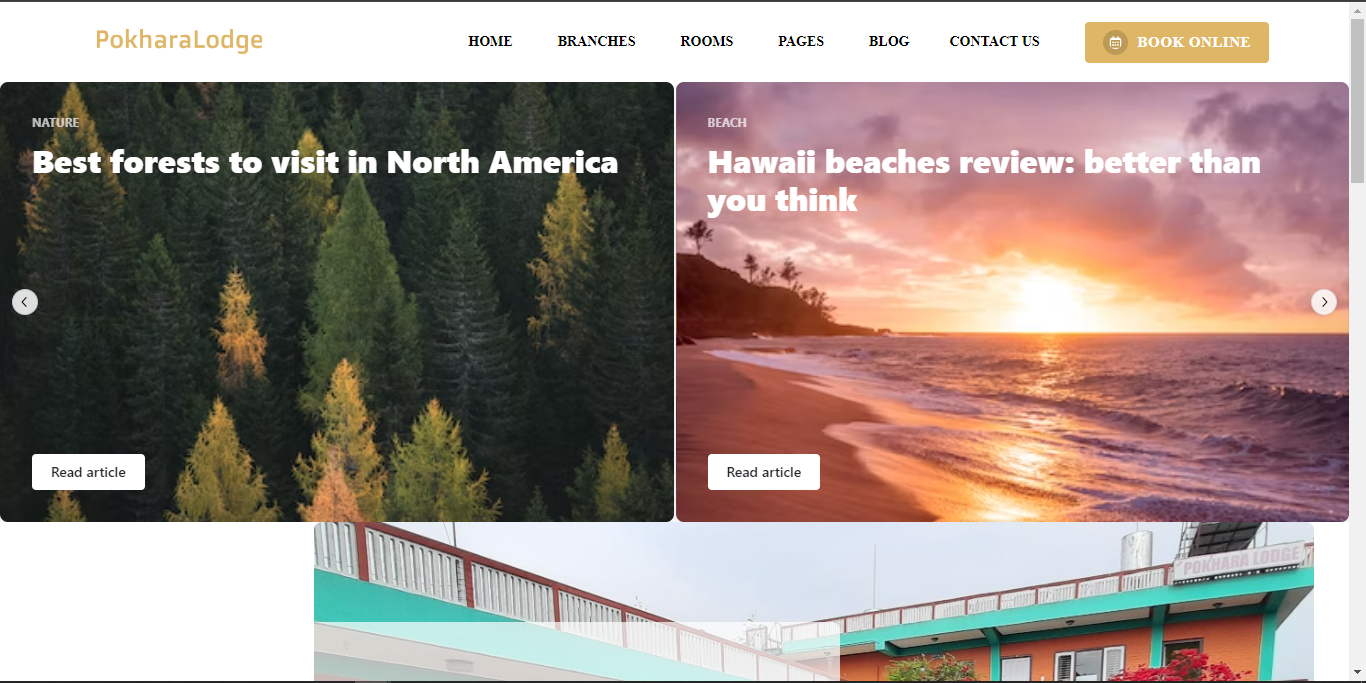 PokharaLodge
HOME BRANCHES ROOMS PAGES BLOG CONTACT US BOOK ONLINE
NATURE
Best forests to visit in North America
Read article
BEACH
Hawaii beaches review: better than
you think
Read article
POKHARA LODGE